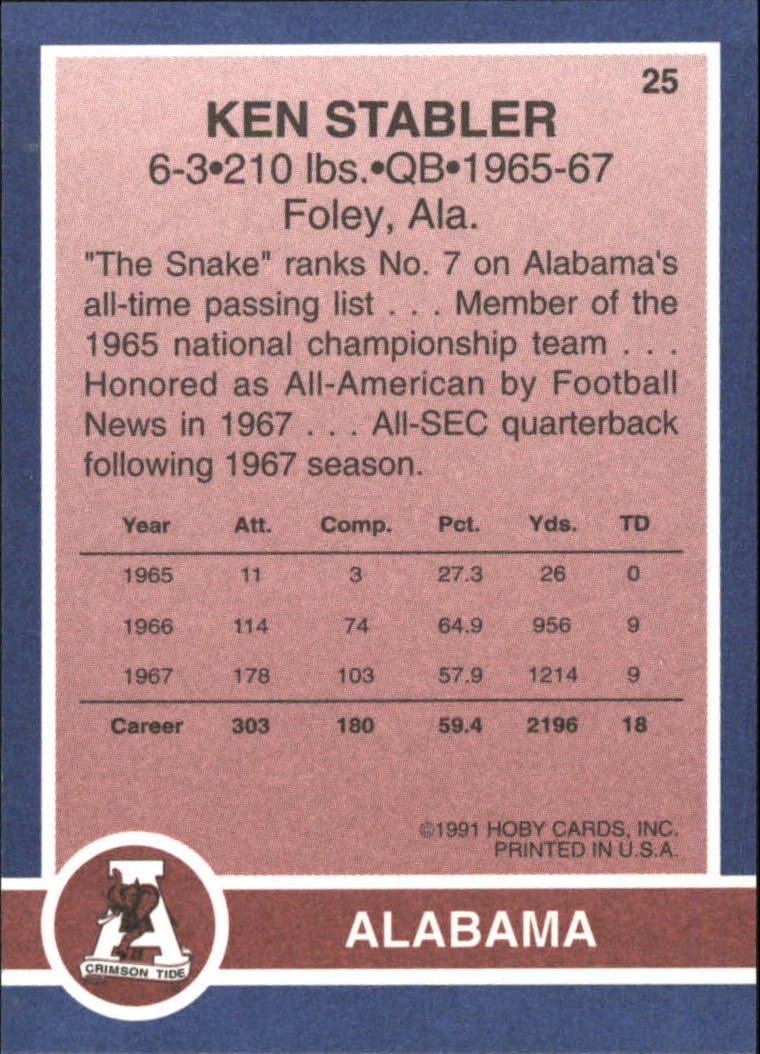 25
KEN STABLER
6-3•210 lbs.•QB•1965-67
Foley, Ala.
"The Snake" ranks No. 7 on Alabama's
all-time passing list . . . Member of the
1965 national championship team . . .
Honored as All-American by Football
News in 1967 . . . All-SEC quarterback
following 1967 season.
Year Att. Comp. Pct. Yds. TD
1965 11 3 27.3 26 0
1966 114 74 64.9 956 9
1967 178 103 57.9 1214 9
Career 303 180 59.4 2196 18
©1991 HOBY CARDS, INC.
PRINTED IN U.S.A.
A
CRIMSON TIDE
ALABAMA